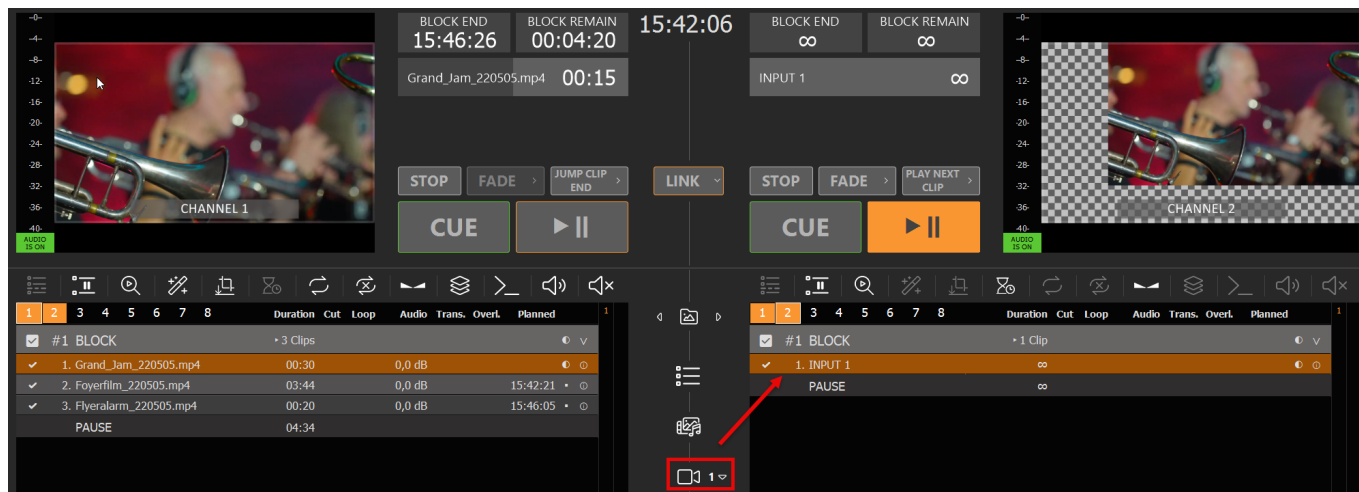 -0-
-4-
-8-
-12-
-16-
-20-
-24-
-28-
-32-
-36-
-40-
AUDIO
IS ON
CHANNEL 1
BLOCK END
15:46:26
BLOCK REMAIN
00:04:20
Grand_Jam_220505.mp4 00:15
STOP FADE > JUMP CLIP
END >
CUE
15:42:06
LINK
BLOCK END
∞
BLOCK REMAIN
∞
INPUT 1 ∞
STOP FADE > PLAY NEXT
CLIP >
CUE
-0-
-4-
-8-
-12-
-16-
-20-
-24-
-28-
-32-
-36-
-40-
AUDIO
IS ON
CHANNEL 2
1 2 3 4 5 6 7 8 Duration Cut Loop Audio Trans. Overl. Planned 1
#1 BLOCK ▸ 3 Clips
1. Grand_Jam_220505.mp4 00:30 0,0 dB
2. Foyerfilm_220505.mp4 03:44 0,0 dB 15:42:21
3. Flyeralarm_220505.mp4 00:20 0,0 dB 15:46:05
PAUSE 04:34
1
1 2 3 4 5 6 7 8 Duration Cut Loop Audio Trans. Overl. Planned 1
#1 BLOCK ▸ 1 Clip
1. INPUT 1 ∞
PAUSE ∞